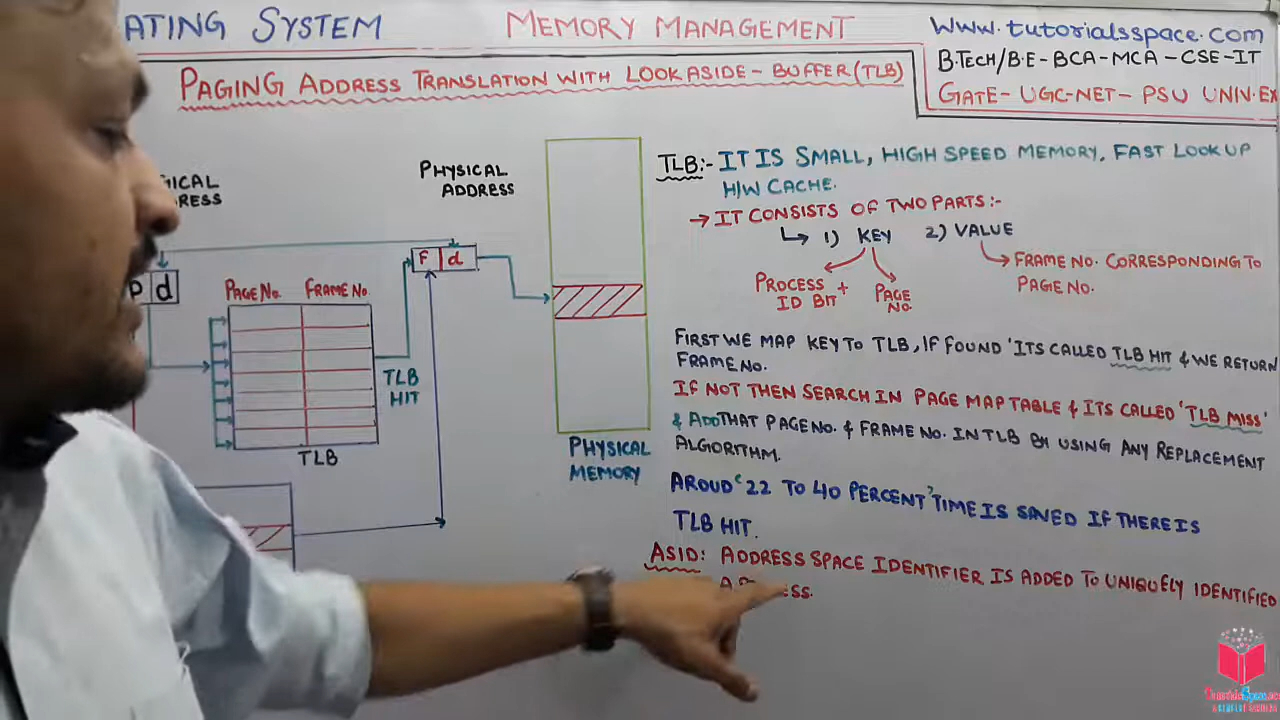 ATING SYSTEM
MEMORY MANAGEMENT
www.tutorialsspace.com
B.TECH/B.E-BCA-MCA-CSE-IT
GATE-UGC-NET-PSU UNIV.EX
PAGING ADDRESS TRANSLATION WITH LOOK ASIDE-BUFFER(TLB)
GICAL
RESS
P d
PAGE NO. FRAME NO.
TLB
TLB
HIT
PHYSICAL
ADDRESS
F d
PHYSICAL
MEMORY
TLB:- IT IS SMALL, HIGH SPEED MEMORY, FAST LOOKUP
H/W CACHE.
→ IT CONSISTS OF TWO PARTS:-
1) KEY 2) VALUE
PROCESS +
ID BIT
PAGE
NO.
FRAME NO. CORRESPONDING TO
PAGE NO.
FIRST WE MAP KEY TO TLB, IF FOUND 'ITS CALLED TLB HIT & WE RETURN
FRAME NO.
IF NOT THEN SEARCH IN PAGE MAP TABLE & ITS CALLED 'TLB MISS'
& ADD THAT PAGE NO. & FRAME NO. IN TLB BY USING ANY REPLACEMENT
ALGORITHM.
AROUD '22 TO 40 PERCENT' TIME IS SAVED IF THERE IS
TLB HIT.
ASID: ADDRESS SPACE IDENTIFIER IS ADDED TO UNIQUELY IDENTIFIED